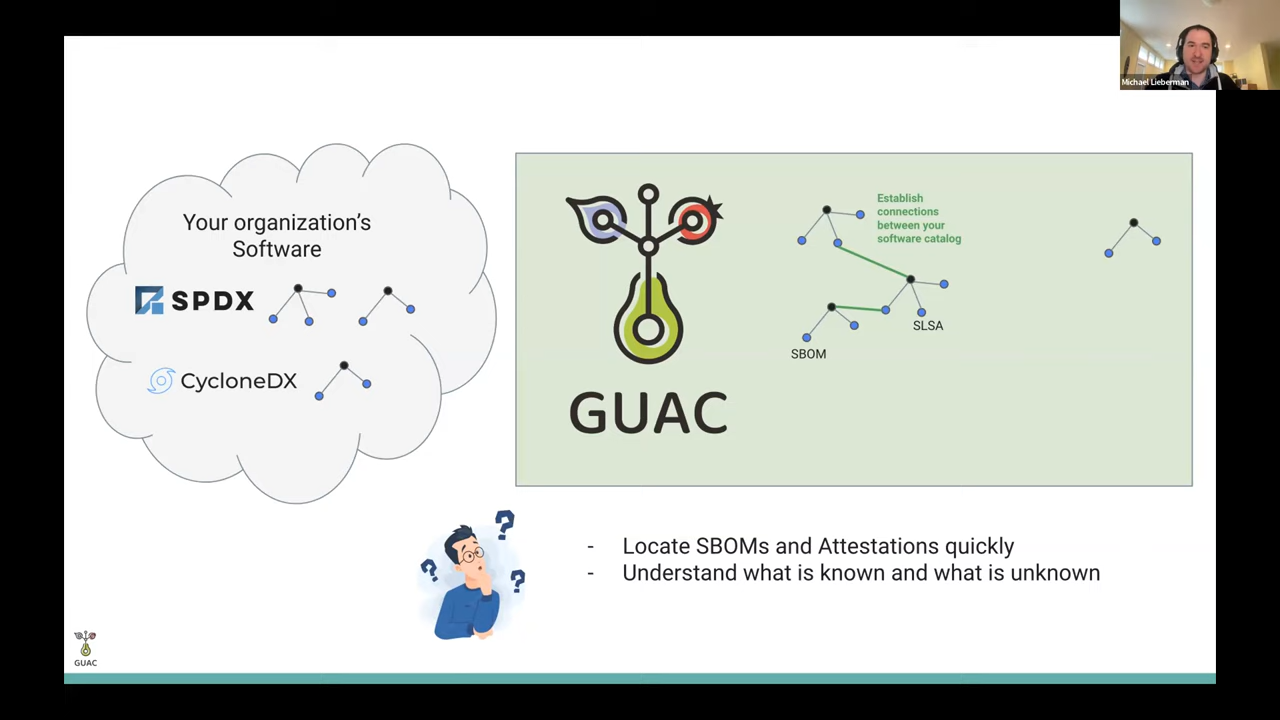 Michael Lieberman
Your organization's
Software
SPDX
CycloneDX
GUAC
Establish
connections
between your
software catalog
SLSA
SBOM
- Locate SBOMs and Attestations quickly
- Understand what is known and what is unknown
? ? ?
GUAC